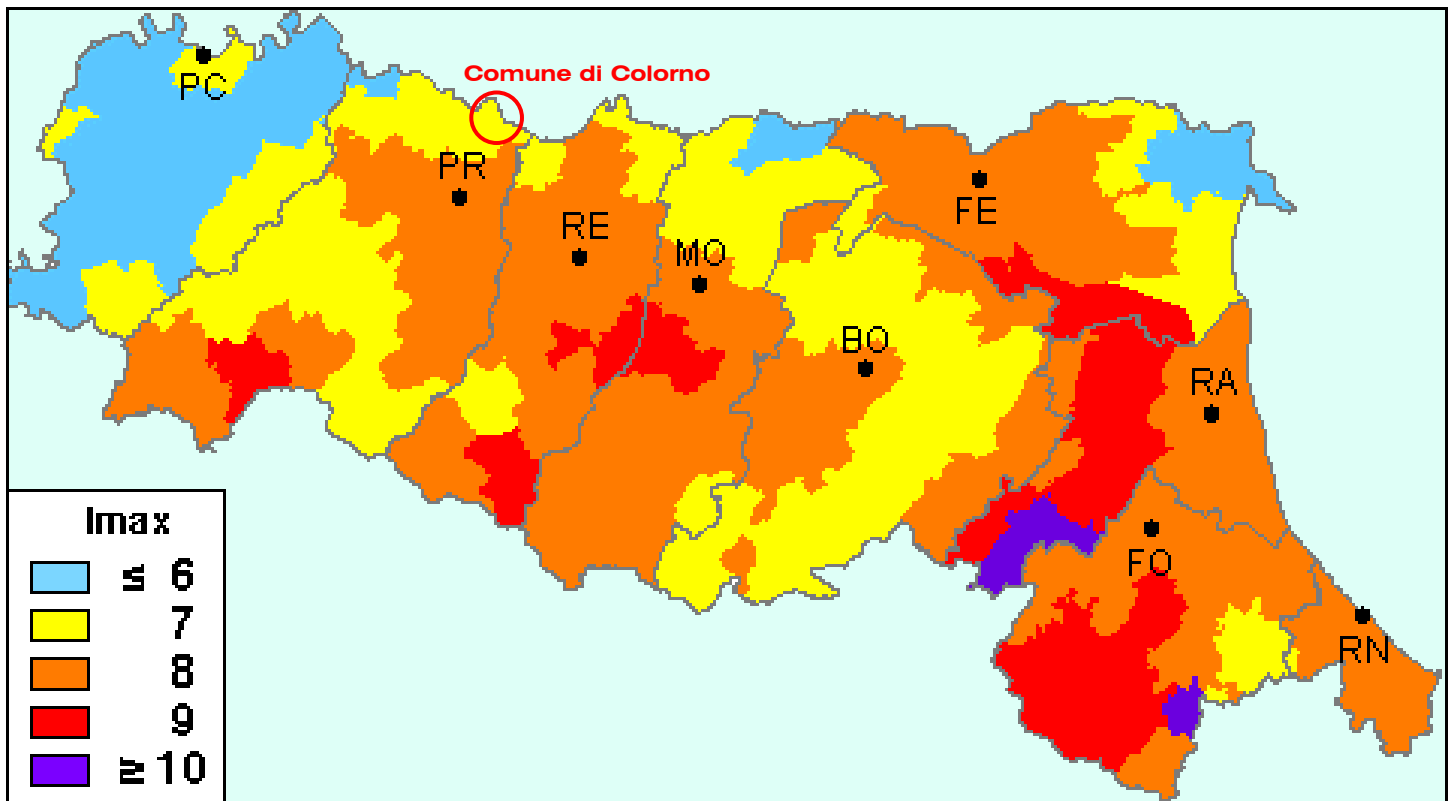 Comune di Colorno
PC
PR
RE
MO
FE
BO
RA
FO
RN
Imax
≤ 6
7
8
9
≥ 10